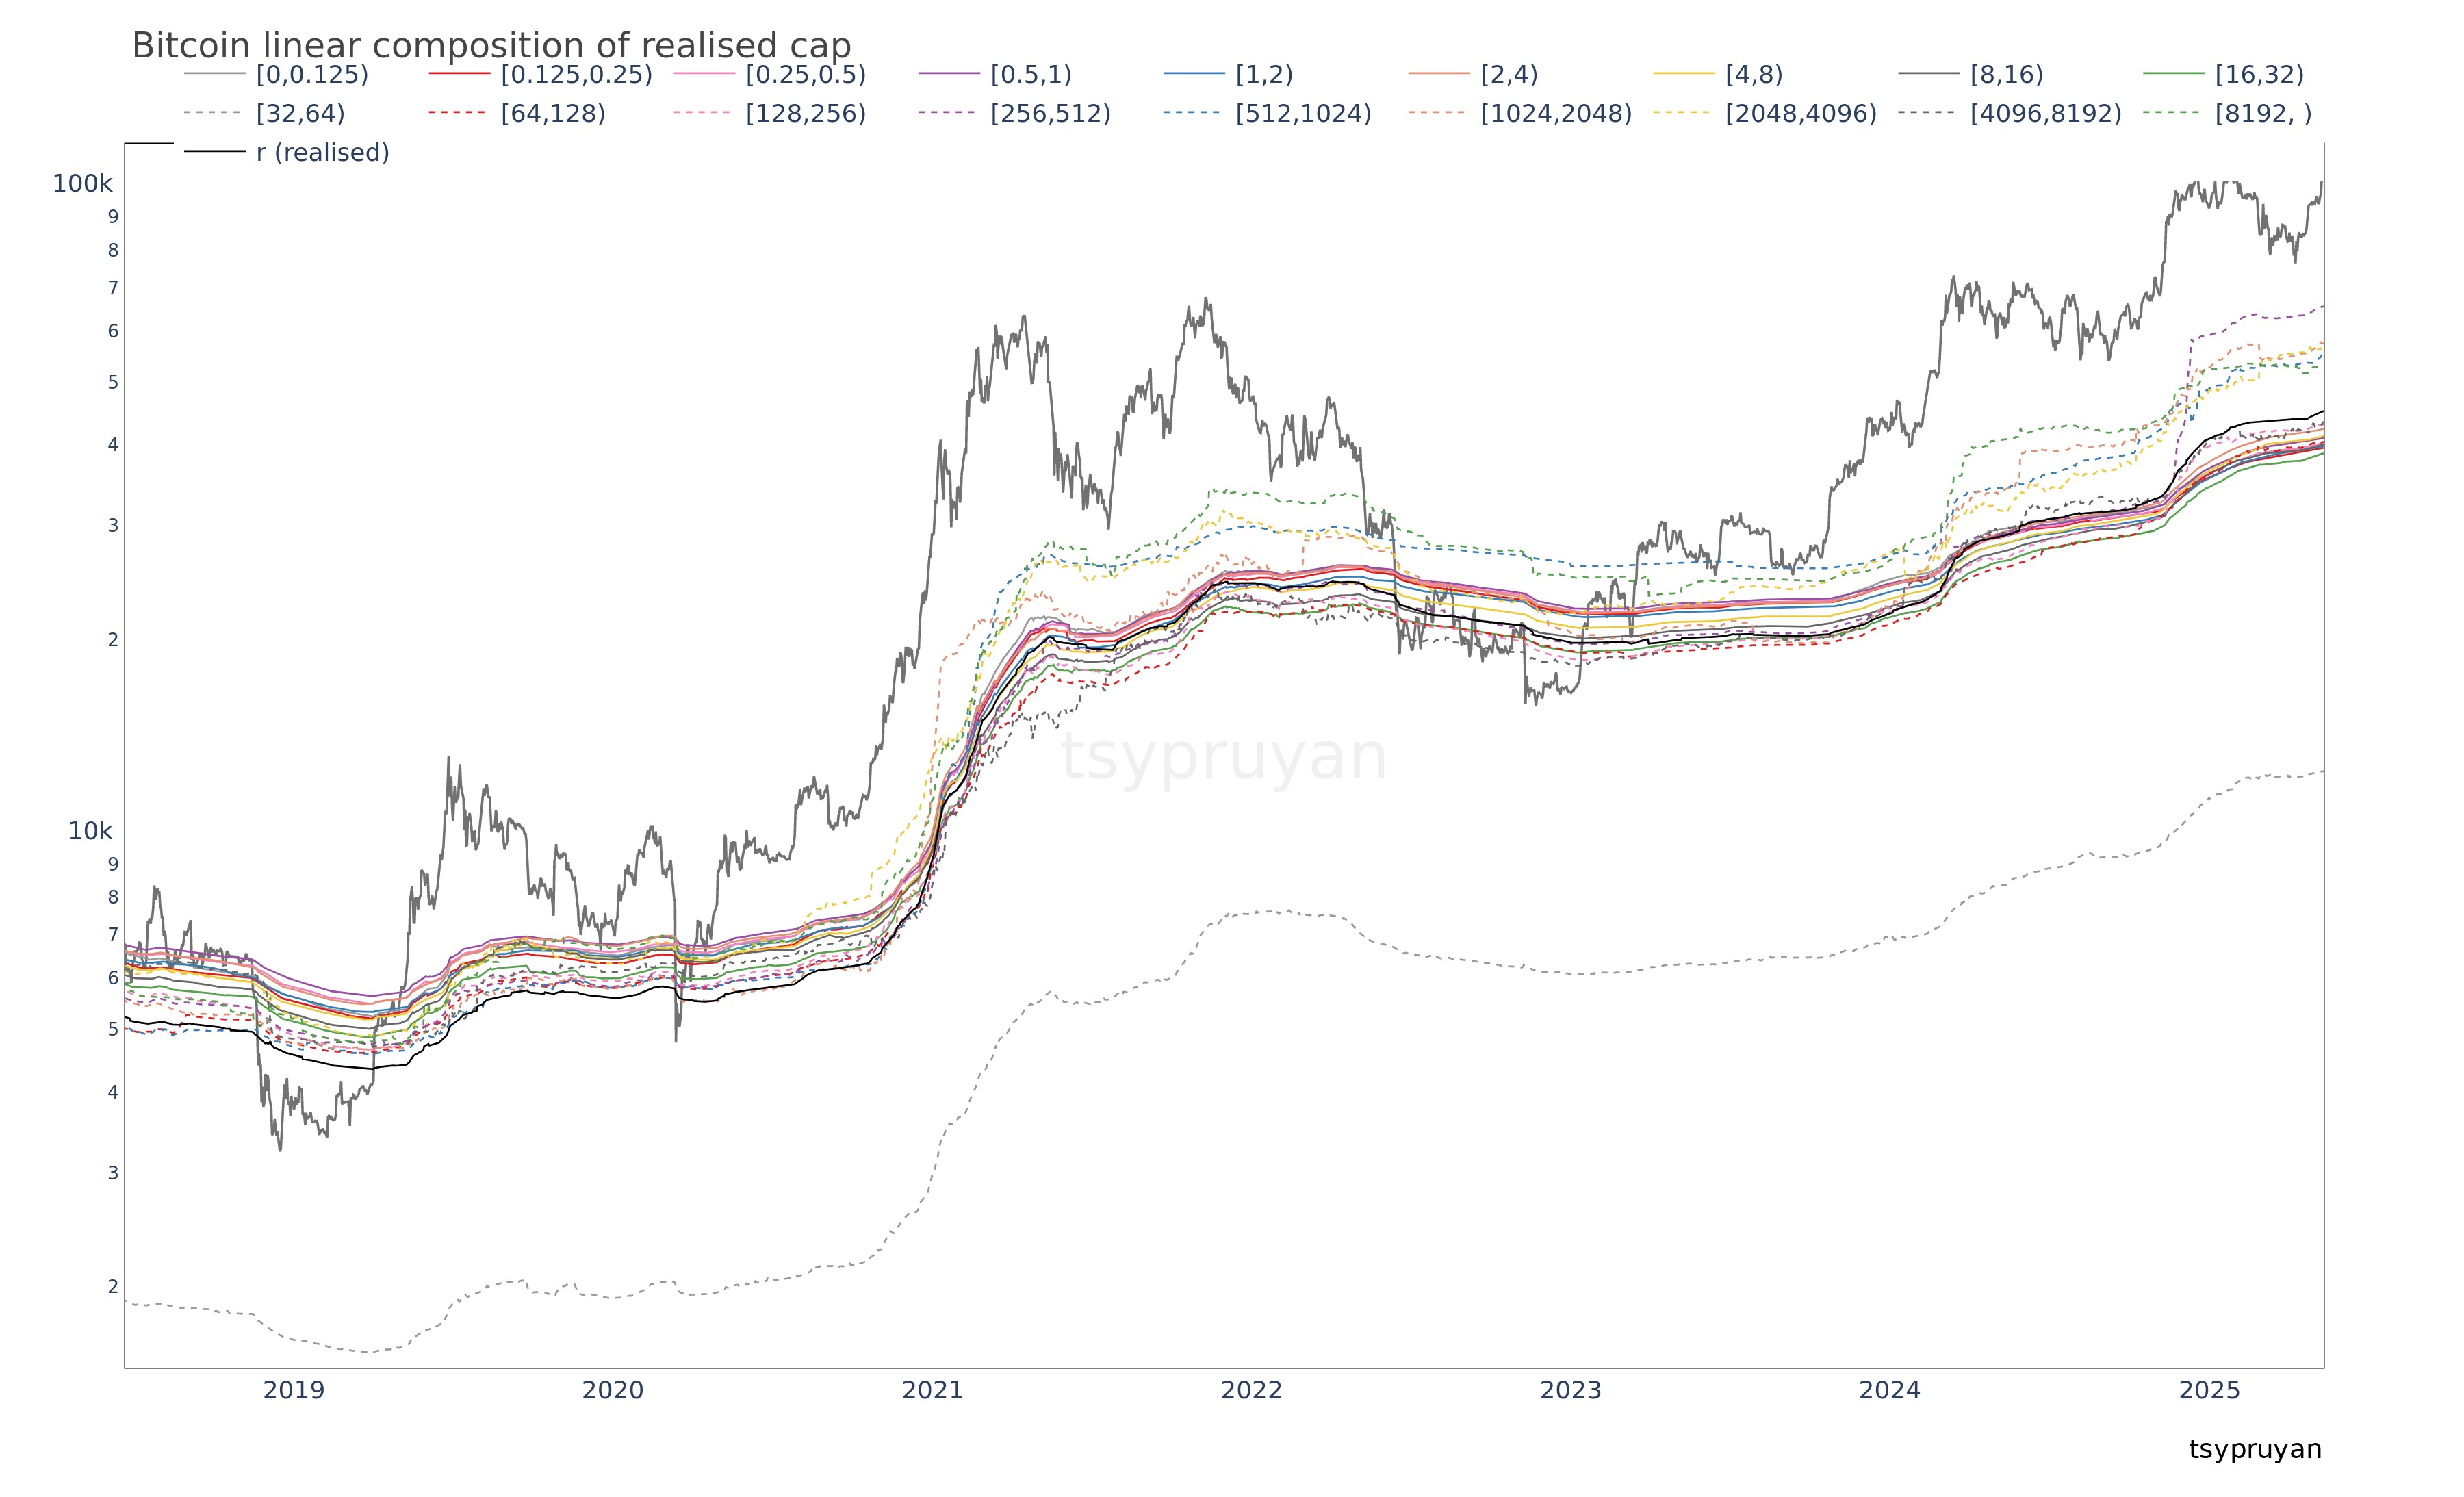 Bitcoin linear composition of realised cap
[0,0.125) [0.125,0.25) [0.25,0.5) [0.5,1) [1,2) [2,4) [4,8) [8,16) [16,32)
[32,64) [64,128) [128,256) [256,512) [512,1024) [1024,2048) [2048,4096) [4096,8192) [8192, )
r (realised)
100k
9
8
7
6
5
4
3
2
tsypruyan
10k
9
8
7
6
5
4
3
2
2019 2020 2021 2022 2023 2024 2025
tsypruyan